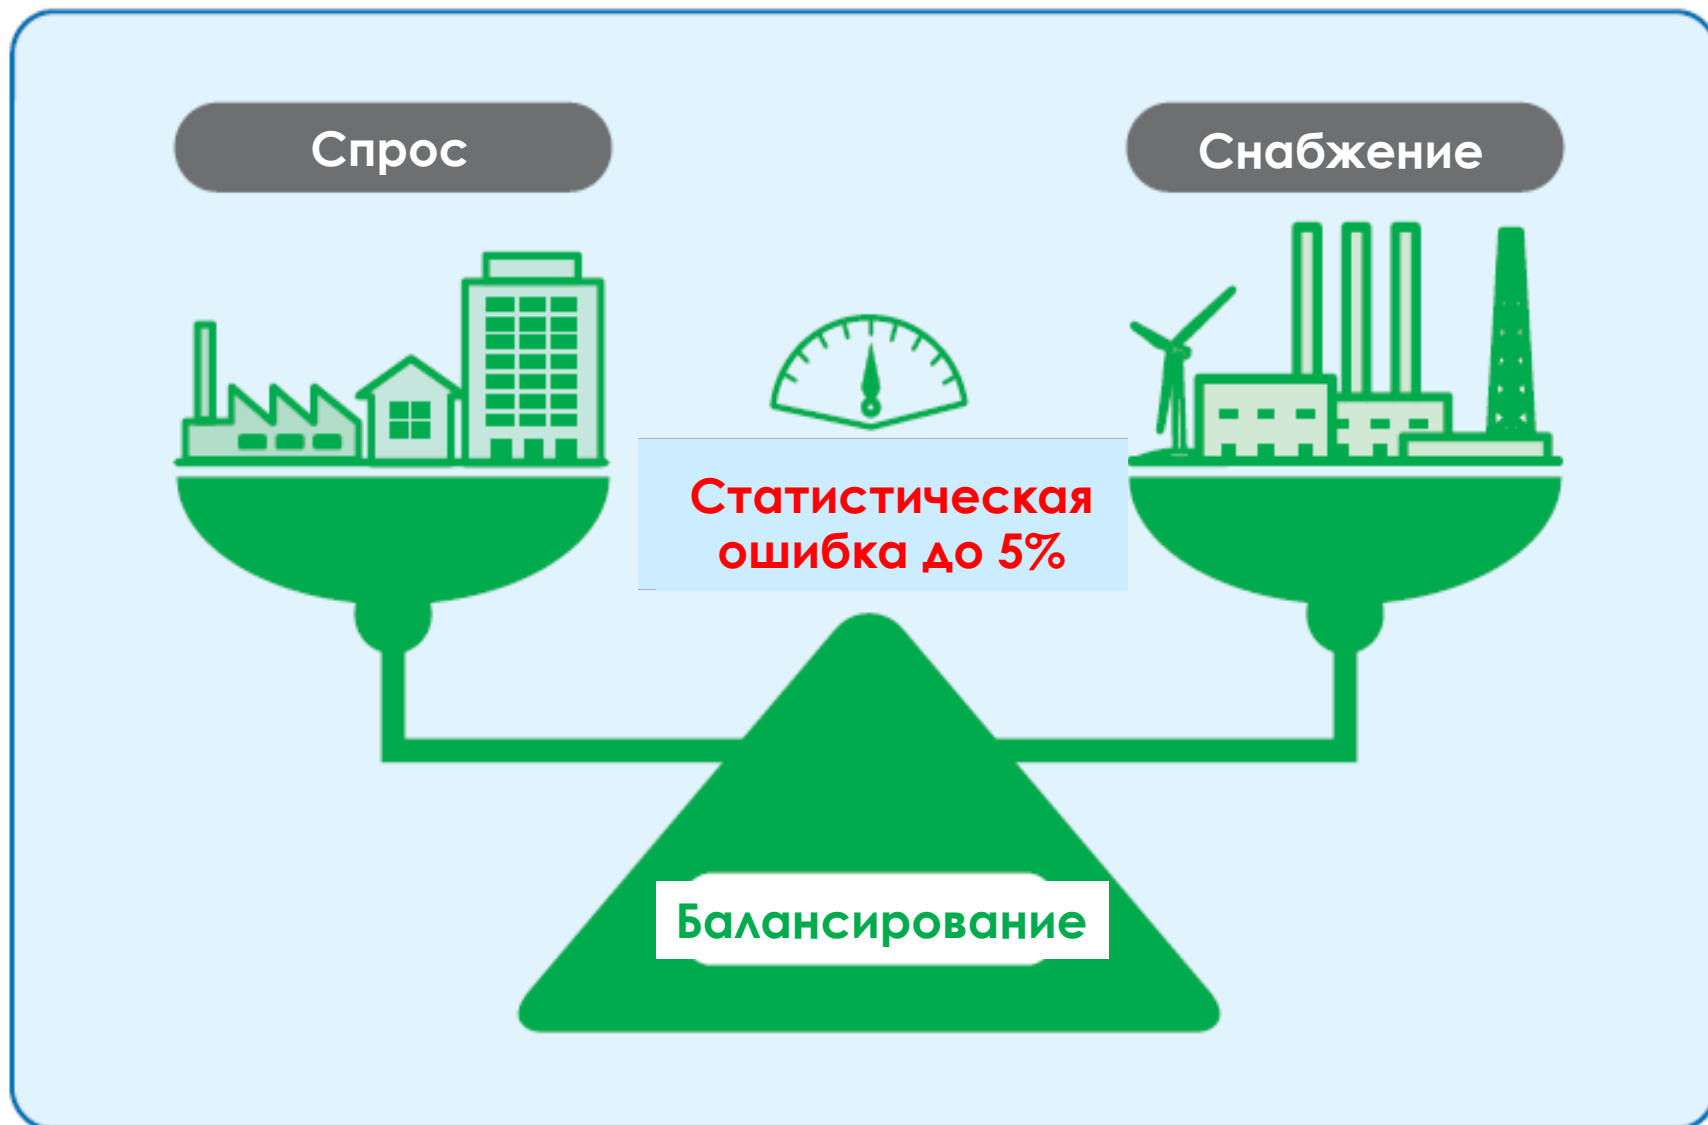 Спрос
Снабжение
Статистическая
ошибка до 5%
Балансирование